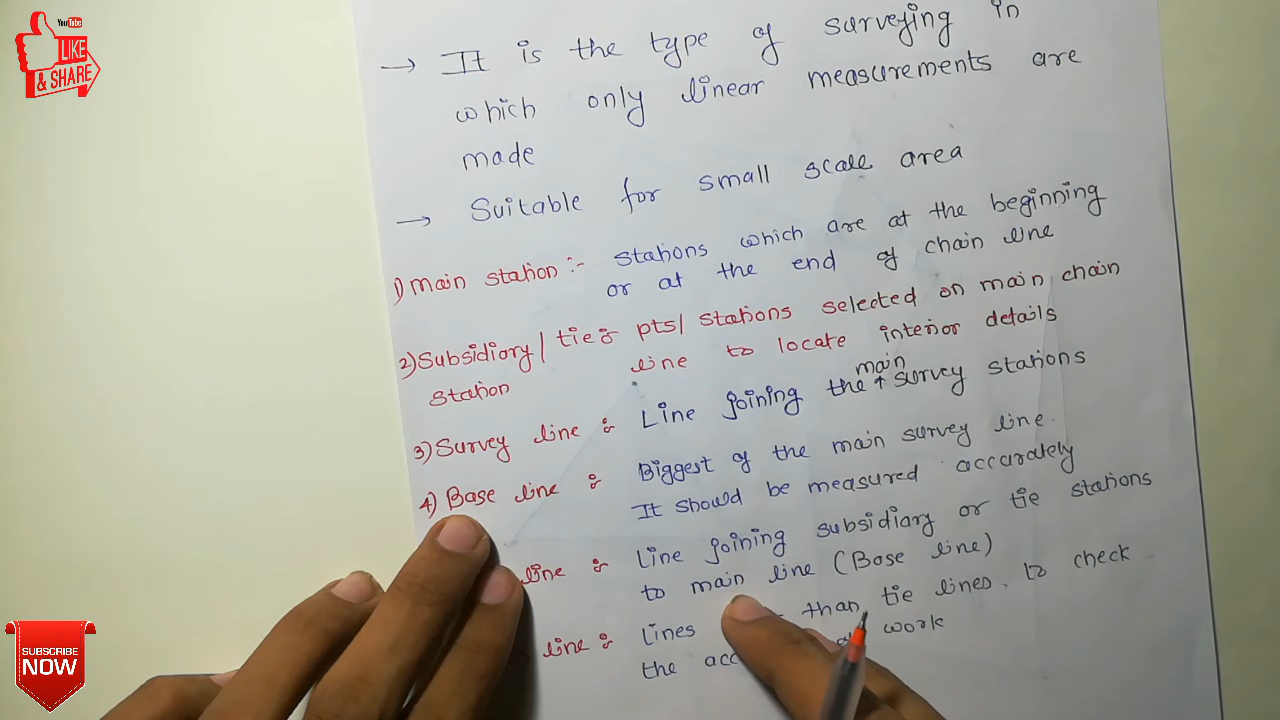 YouTube
LIKE
& SHARE
→ It is the type of surveying in
which only linear measurements are
made
→ Suitable for small scale area
1) Main station :- stations which are at the beginning
or at the end of chain line
2) Subsidiory / tie :- pts/ stations selected on main chain
station line to locate interior details
3) Survey line :- Line joining the main survey stations
4) Base line :- Biggest of the main survey line.
It should be measured accurately
line :- Line joining subsidiary or tie stations
to main line (Base line)
line :- lines than tie lines. to check
the work
SUBSCRIBE
NOW